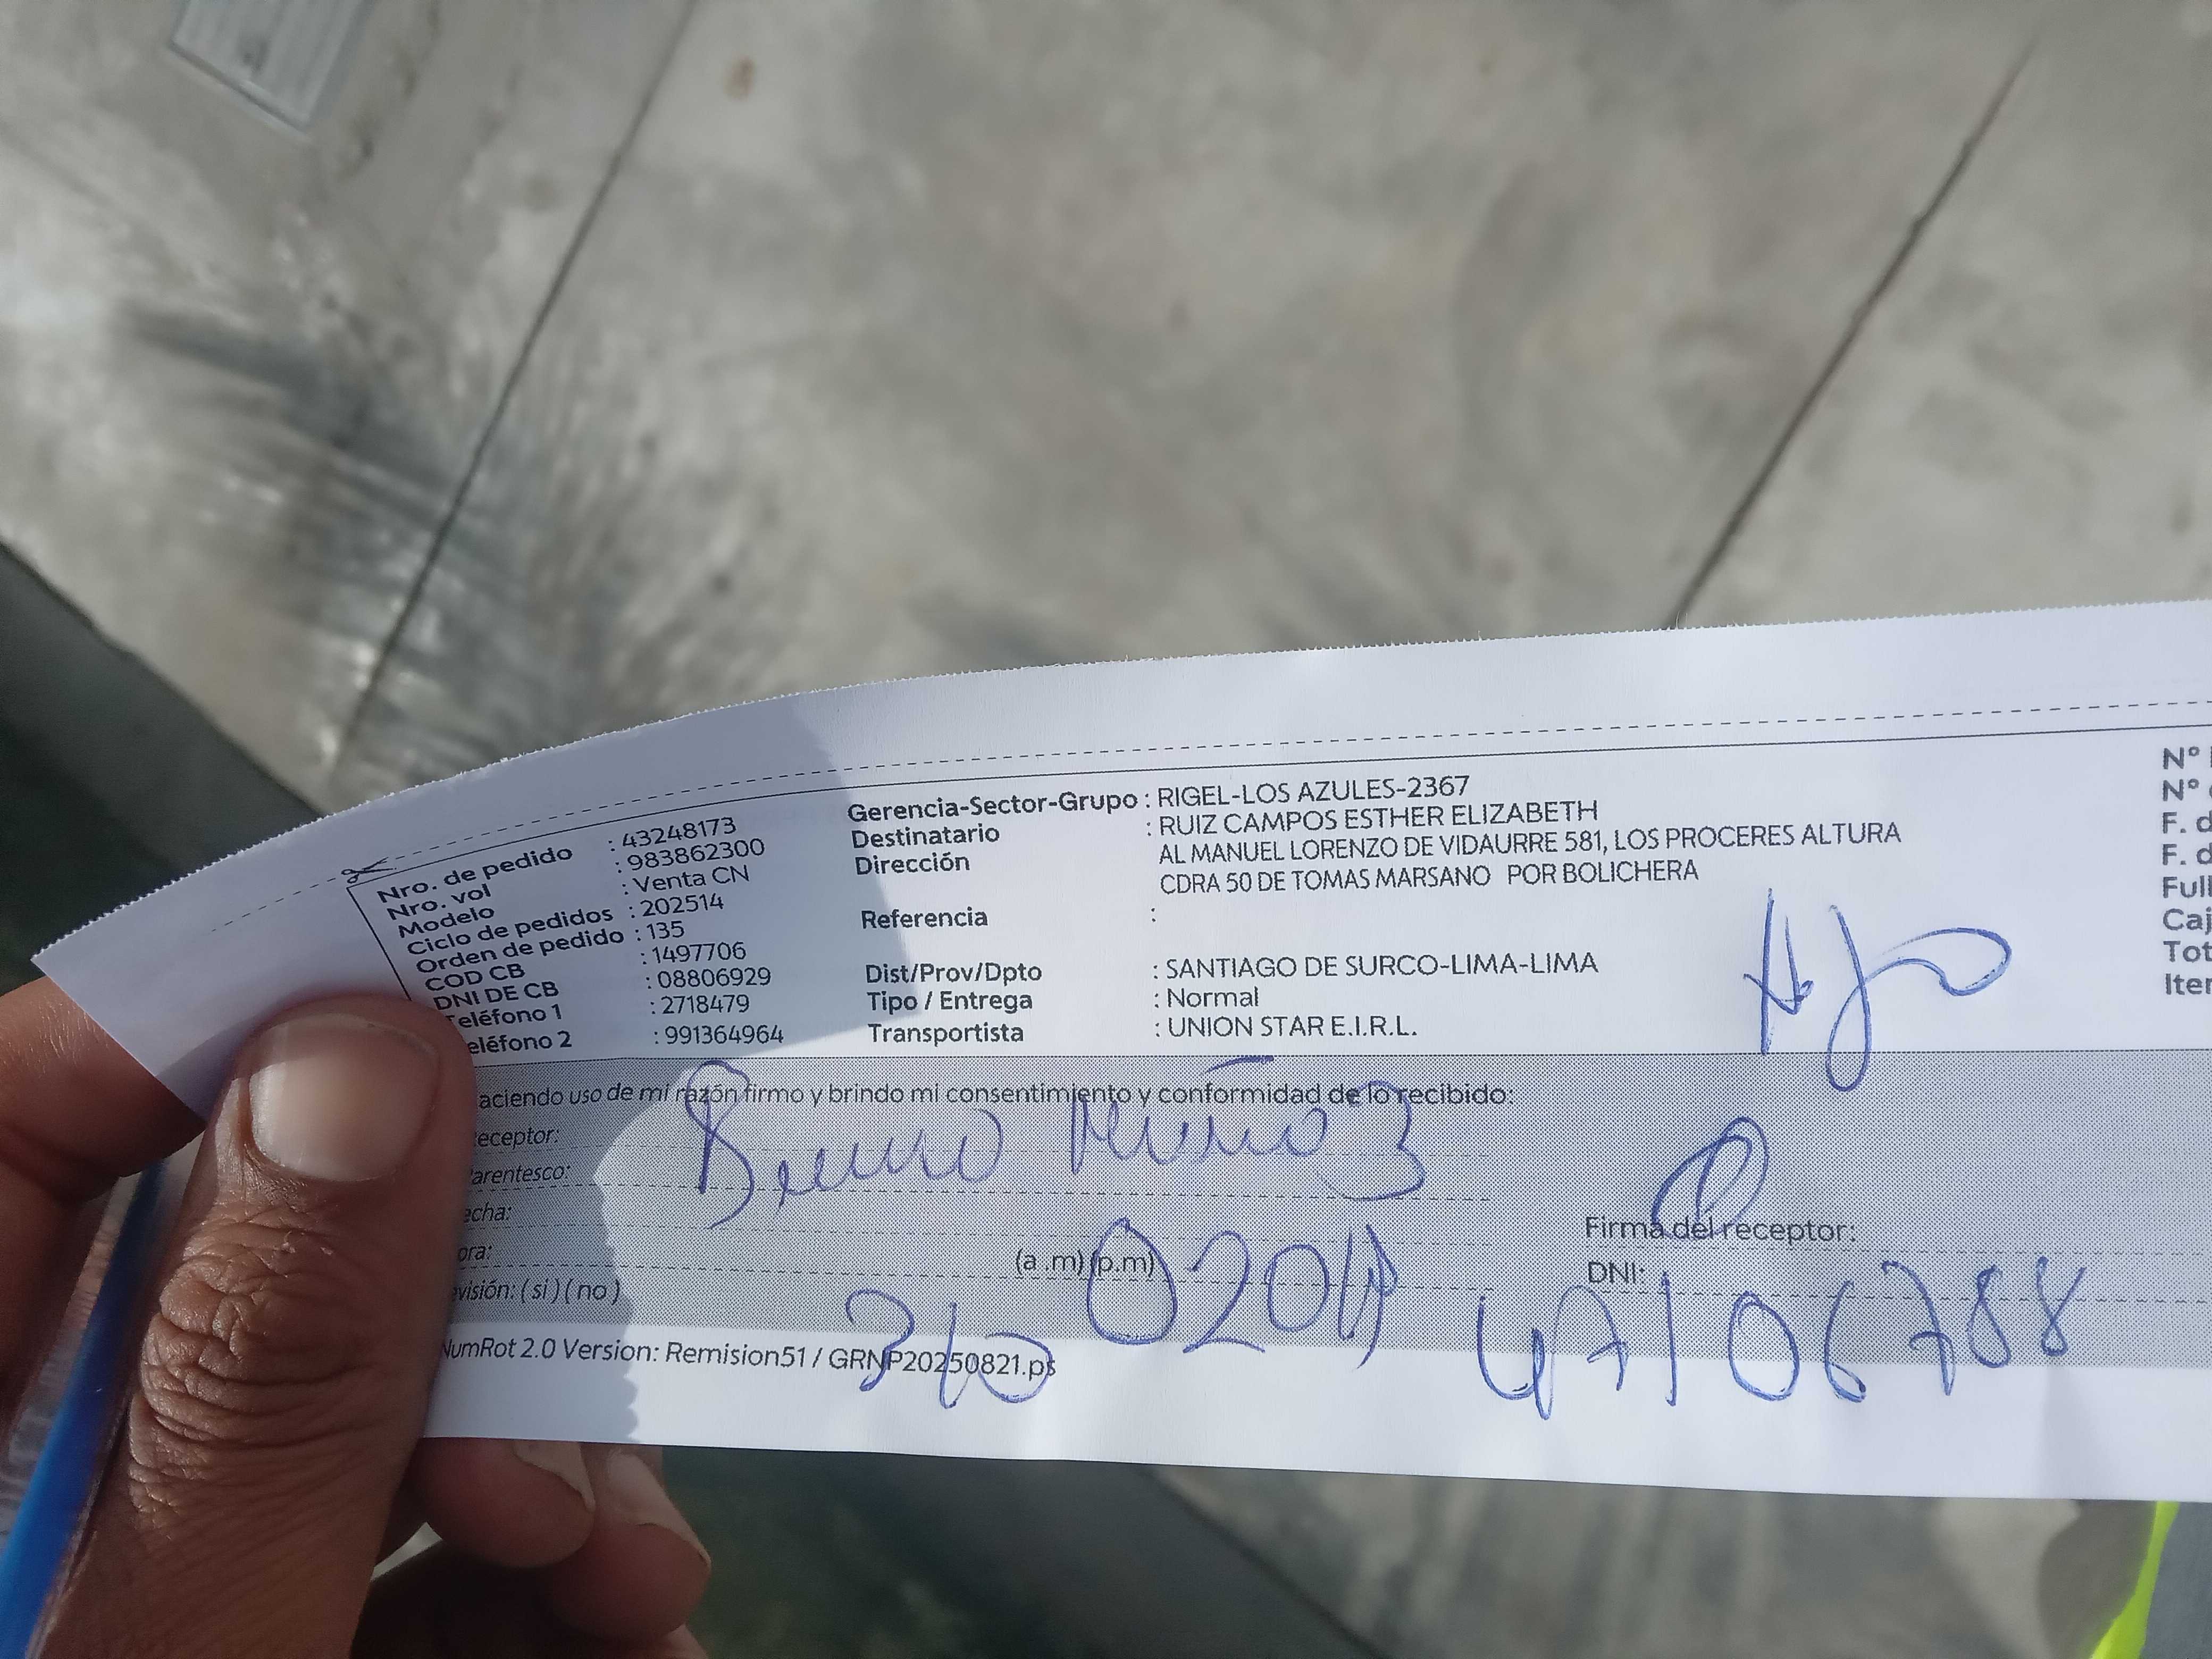 Nro. de pedido : 43248173
Nro. vol : 983862300
Modelo : Venta CN
Ciclo de pedidos : 202514
Orden de pedido : 135
COD CB : 1497706
DNI DE CB : 08806929
Teléfono 1 : 2718479
eléfono 2 : 991364964
Gerencia-Sector-Grupo : RIGEL-LOS AZULES-2367
Destinatario : RUIZ CAMPOS ESTHER ELIZABETH
Dirección AL MANUEL LORENZO DE VIDAURRE 581, LOS PROCERES ALTURA
CDRA 50 DE TOMAS MARSANO POR BOLICHERA
Referencia :
Dist/Prov/Dpto : SANTIAGO DE SURCO-LIMA-LIMA
Tipo / Entrega : Normal
Transportista : UNION STAR E.I.R.L.
N°
N°
F. d
F. d
Full
Caj
Tot
Iter
aciendo uso de mi razón firmo y brindo mi consentimiento y conformidad de lo recibido:
eceptor:
arentesco:
echa:
ora: (a .m) (p.m)
evisión: ( si ) ( no )
Firma del receptor:
DNI: 47106788
NumRot 2.0 Version: Remision51 / GRNP20250821.ps